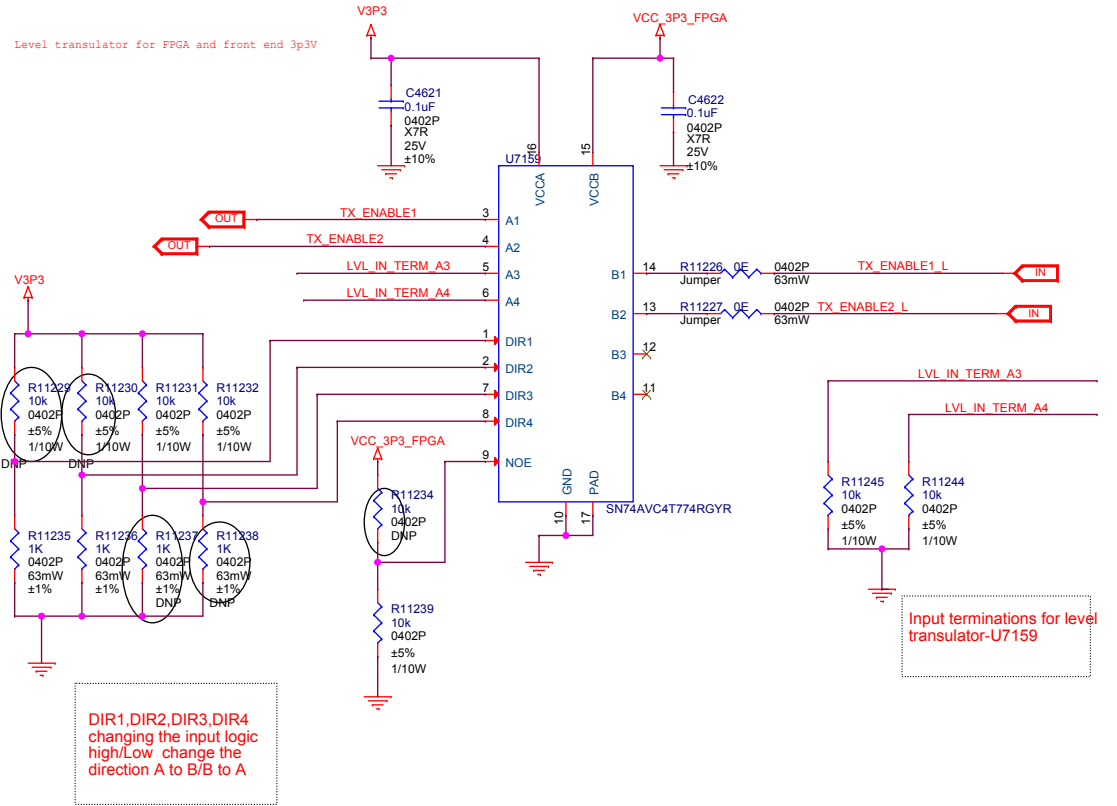 V3P3
VCC_3P3_FPGA
Level transulator for FPGA and front end 3p3V
C4621
0.1uF
0402P
X7R
25V
±10%
C4622
0.1uF
0402P
X7R
25V
±10%
U7159
16
15
VCCA
VCCB
OUT
TX_ENABLE1
3
A1
OUT
TX_ENABLE2
4
A2
LVL_IN_TERM_A3
5
A3
LVL_IN_TERM_A4
6
A4
1
DIR1
2
DIR2
7
DIR3
8
DIR4
9
NOE
B1
14
R11226
0E
0402P
Jumper
63mW
TX_ENABLE1_L
IN
B2
13
R11227
0E
0402P
Jumper
63mW
TX_ENABLE2_L
IN
B3
12
B4
11
GND
PAD
10
17
SN74AVC4T774RGYR
V3P3
R11229
10k
0402P
±5%
1/10W
DNP
R11230
10k
0402P
±5%
1/10W
DNP
R11231
10k
0402P
±5%
1/10W
R11232
10k
0402P
±5%
1/10W
R11235
1K
0402P
63mW
±1%
R11236
1K
0402P
63mW
±1%
R11237
1K
0402P
63mW
±1%
DNP
R11238
1K
0402P
63mW
±1%
DNP
VCC_3P3_FPGA
R11234
10k
0402P
DNP
R11239
10k
0402P
±5%
1/10W
LVL_IN_TERM_A3
LVL_IN_TERM_A4
R11245
10k
0402P
±5%
1/10W
R11244
10k
0402P
±5%
1/10W
Input terminations for level
transulator-U7159
DIR1,DIR2,DIR3,DIR4
changing the input logic
high/Low change the
direction A to B/B to A